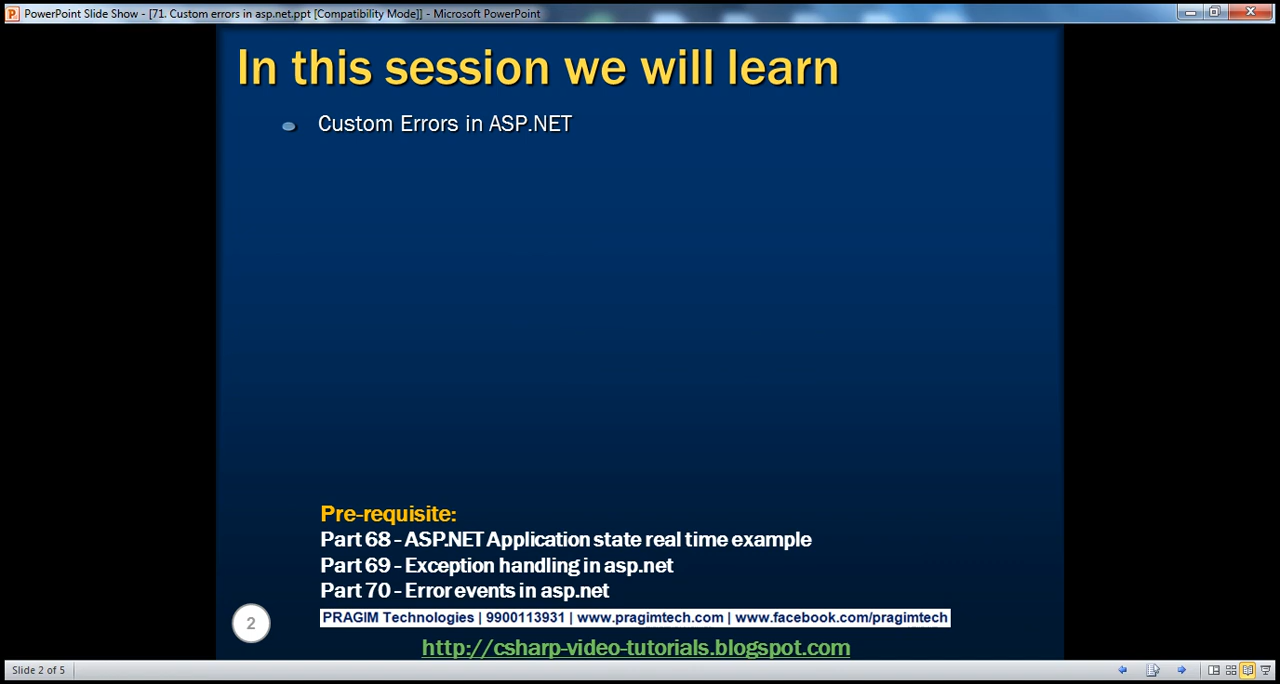 PowerPoint Slide Show - [71. Custom errors in asp.net.ppt [Compatibility Mode]] - Microsoft PowerPoint
In this session we will learn
Custom Errors in ASP.NET
Pre-requisite:
Part 68 - ASP.NET Application state real time example
Part 69 - Exception handling in asp.net
Part 70 - Error events in asp.net
2
PRAGIM Technologies | 9900113931 | www.pragimtech.com | www.facebook.com/pragimtech
http://csharp-video-tutorials.blogspot.com
Slide 2 of 5